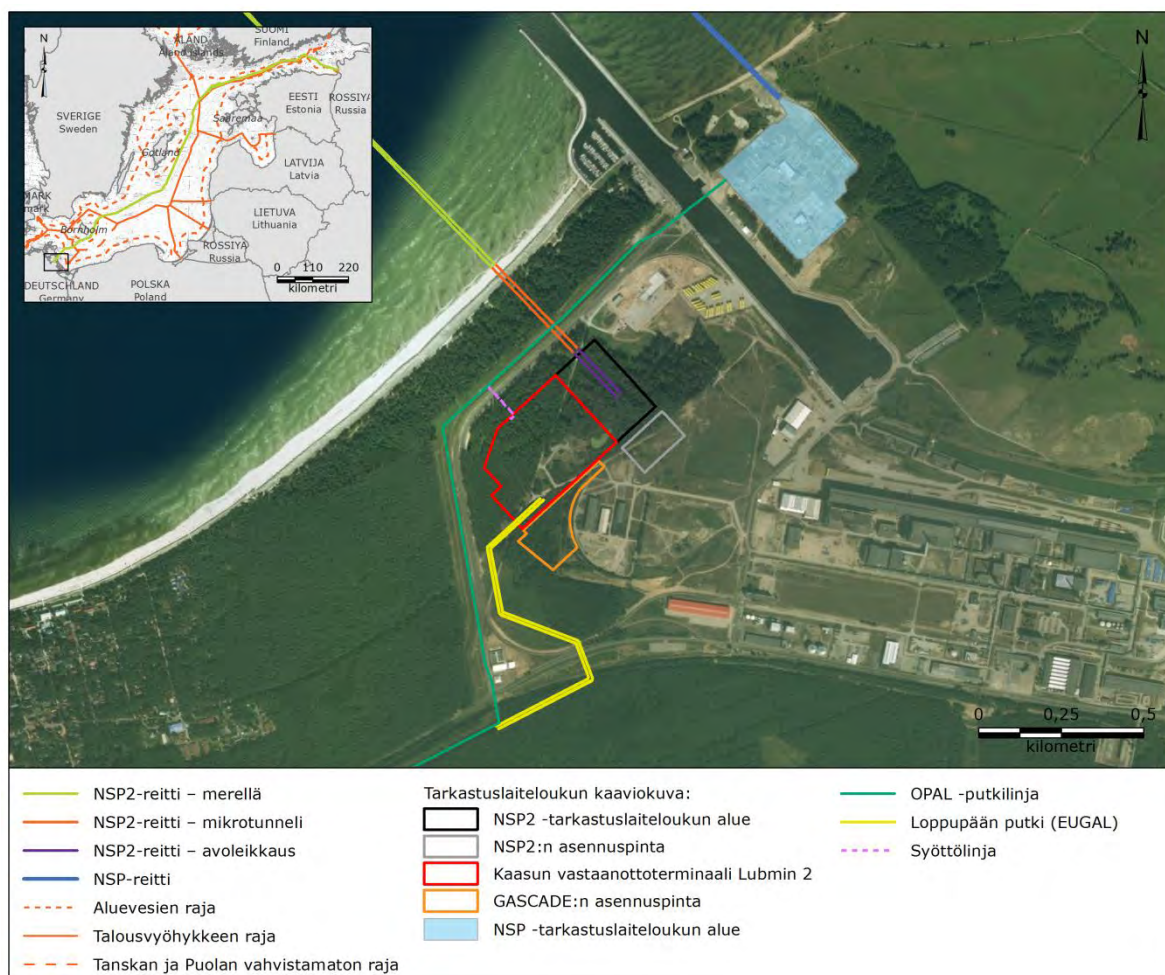 N
ÅLAND
Åland Islands
SUOMI
Finland
SVERIGE
Sweden
EESTI
Estonia
ROSSIYA
Russia
Saaremaa
Gotland
LATVIJA
Latvia
MARK
mark
LIETUVA
Lithuania
Bornholm
ROSSIYA
Russia
DEUTSCHLAND
Germany
POLSKA
Poland
0 110 220
kilometri
N
0 0,25 0,5
kilometri
NSP2-reitti – merellä
NSP2-reitti – mikrotunneli
NSP2-reitti – avoleikkaus
NSP-reitti
Aluevesien raja
Talousvyöhykkeen raja
Tanskan ja Puolan vahvistamaton raja
Tarkastuslaiteloukun kaaviokuva:
NSP2 -tarkastuslaiteloukun alue
NSP2:n asennuspinta
Kaasun vastaanottoterminaali Lubmin 2
GASCADE:n asennuspinta
NSP -tarkastuslaiteloukun alue
OPAL -putkilinja
Loppupään putki (EUGAL)
Syöttölinja